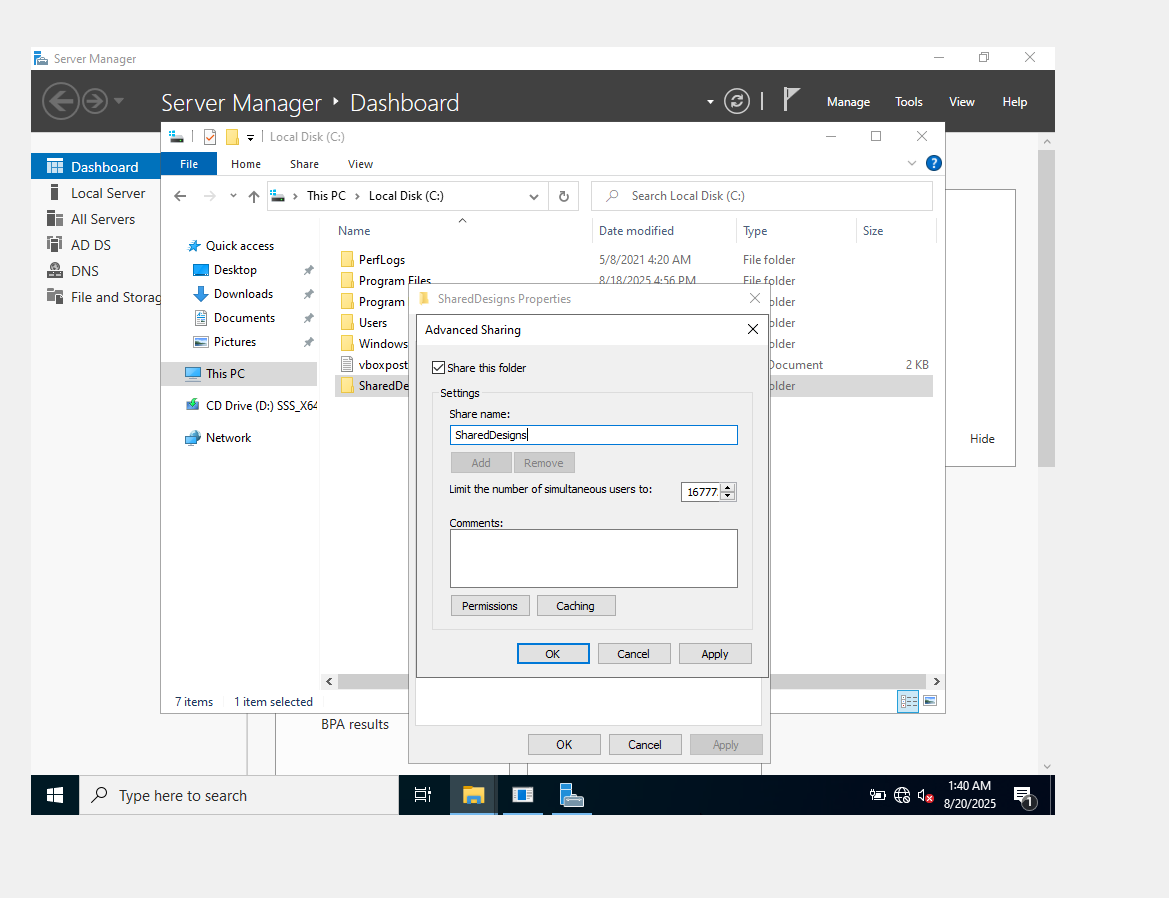 Server Manager
Server Manager Dashboard
Manage Tools View Help
Local Disk (C:)
Dashboard
Local Server
All Servers
AD DS
DNS
File and Storag
File Home Share View
This PC Local Disk (C:)
Search Local Disk (C:)
Name Date modified Type Size
Quick access
Desktop
Downloads
Documents
Pictures
This PC
CD Drive (D:) SSS_X64
Network
PerfLogs 5/8/2021 4:20 AM File folder
Program Files 8/18/2025 4:56 PM File folder
Program older
Users older
Windows older
vboxpost Document 2 KB
SharedDe older
SharedDesigns Properties
Advanced Sharing
Share this folder
Settings
Share name:
SharedDesigns
Add Remove
Limit the number of simultaneous users to: 16777
Comments:
Permissions Caching
OK Cancel Apply
Hide
7 items 1 item selected
BPA results
OK Cancel Apply
Type here to search
1:40 AM
8/20/2025
1